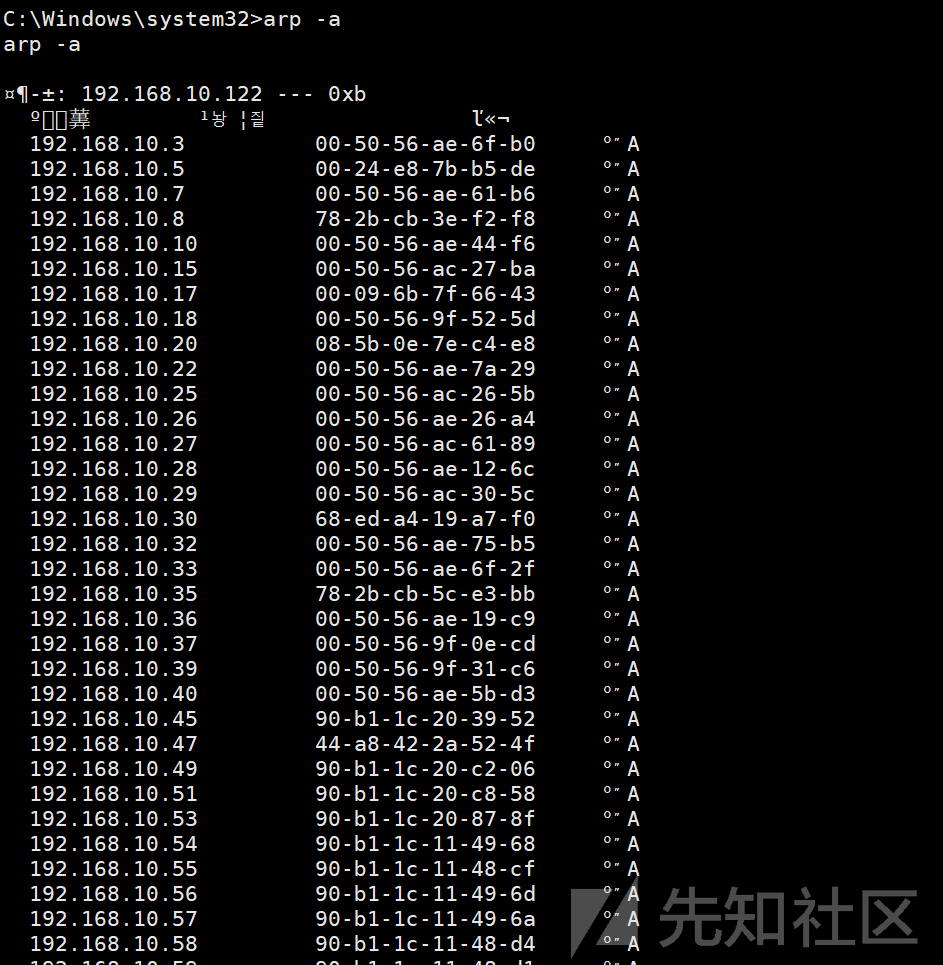 C:\Windows\system32>arp -a
arp -a
¤¶-±: 192.168.10.122 --- 0xb
192.168.10.3 00-50-56-ae-6f-b0 º˝A
192.168.10.5 00-24-e8-7b-b5-de º˝A
192.168.10.7 00-50-56-ae-61-b6 º˝A
192.168.10.8 78-2b-cb-3e-f2-f8 º˝A
192.168.10.10 00-50-56-ae-44-f6 º˝A
192.168.10.15 00-50-56-ac-27-ba º˝A
192.168.10.17 00-09-6b-7f-66-43 º˝A
192.168.10.18 00-50-56-9f-52-5d º˝A
192.168.10.20 08-5b-0e-7e-c4-e8 º˝A
192.168.10.22 00-50-56-ae-7a-29 º˝A
192.168.10.25 00-50-56-ac-26-5b º˝A
192.168.10.26 00-50-56-ae-26-a4 º˝A
192.168.10.27 00-50-56-ac-61-89 º˝A
192.168.10.28 00-50-56-ae-12-6c º˝A
192.168.10.29 00-50-56-ac-30-5c º˝A
192.168.10.30 68-ed-a4-19-a7-f0 º˝A
192.168.10.32 00-50-56-ae-75-b5 º˝A
192.168.10.33 00-50-56-ae-6f-2f º˝A
192.168.10.35 78-2b-cb-5c-e3-bb º˝A
192.168.10.36 00-50-56-ae-19-c9 º˝A
192.168.10.37 00-50-56-9f-0e-cd º˝A
192.168.10.39 00-50-56-9f-31-c6 º˝A
192.168.10.40 00-50-56-ae-5b-d3 º˝A
192.168.10.45 90-b1-1c-20-39-52 º˝A
192.168.10.47 44-a8-42-2a-52-4f º˝A
192.168.10.49 90-b1-1c-20-c2-06 º˝A
192.168.10.51 90-b1-1c-20-c8-58 º˝A
192.168.10.53 90-b1-1c-20-87-8f º˝A
192.168.10.54 90-b1-1c-11-49-68 º˝A
192.168.10.55 90-b1-1c-11-48-cf º˝A
192.168.10.56 90-b1-1c-11-49-6d º˝A
192.168.10.57 90-b1-1c-11-49-6a º˝A
192.168.10.58 90-b1-1c-11-48-d4 º˝A
先知社区